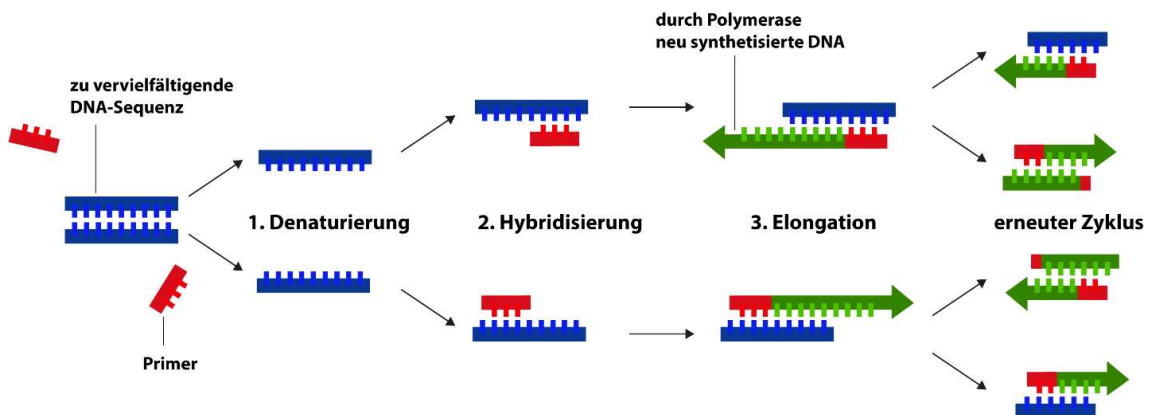 durch Polymerase
neu synthetisierte DNA
zu vervielfältigende
DNA-Sequenz
1. Denaturierung
2. Hybridisierung
3. Elongation
erneuter Zyklus
Primer